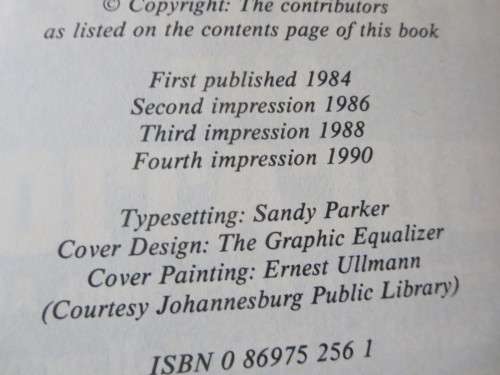 © Copyright: The contributors
as listed on the contents page of this book
First published 1984
Second impression 1986
Third impression 1988
Fourth impression 1990
Typesetting: Sandy Parker
Cover Design: The Graphic Equalizer
Cover Painting: Ernest Ullmann
(Courtesy Johannesburg Public Library)
ISBN 0 86975 256 1